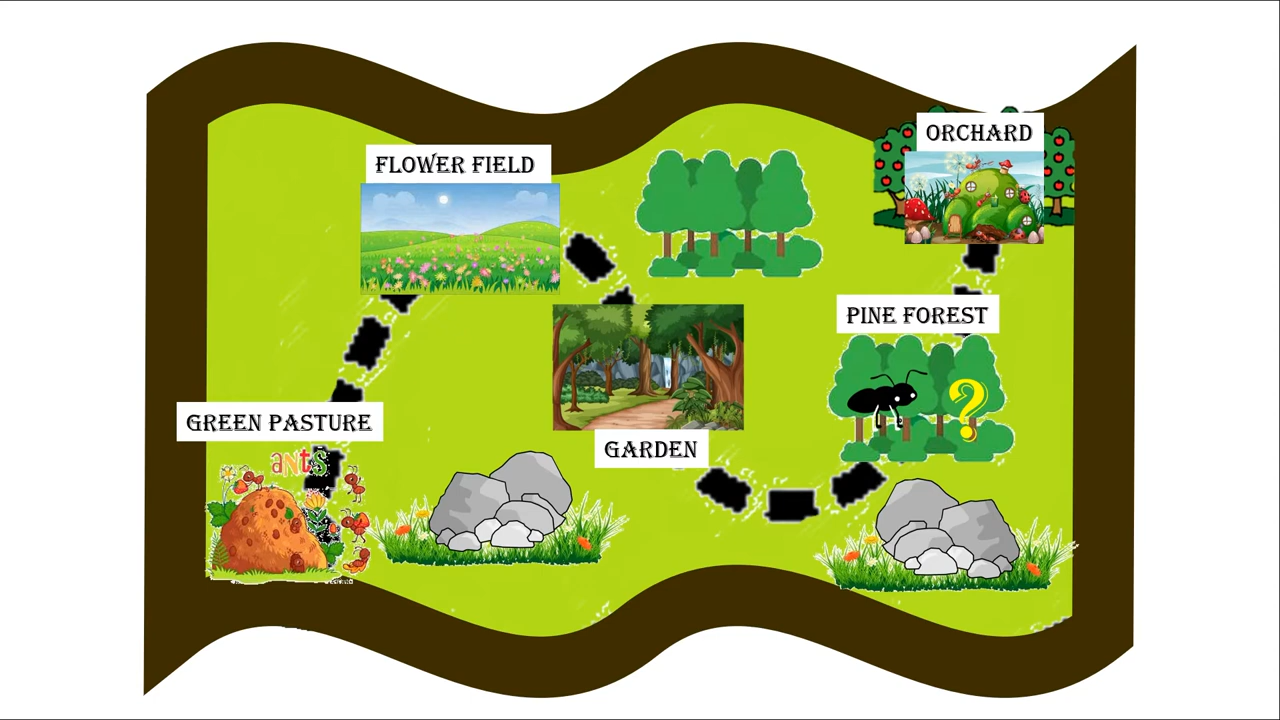 ORCHARD
FLOWER FIELD
PINE FOREST
?
GREEN PASTURE
GARDEN
ants